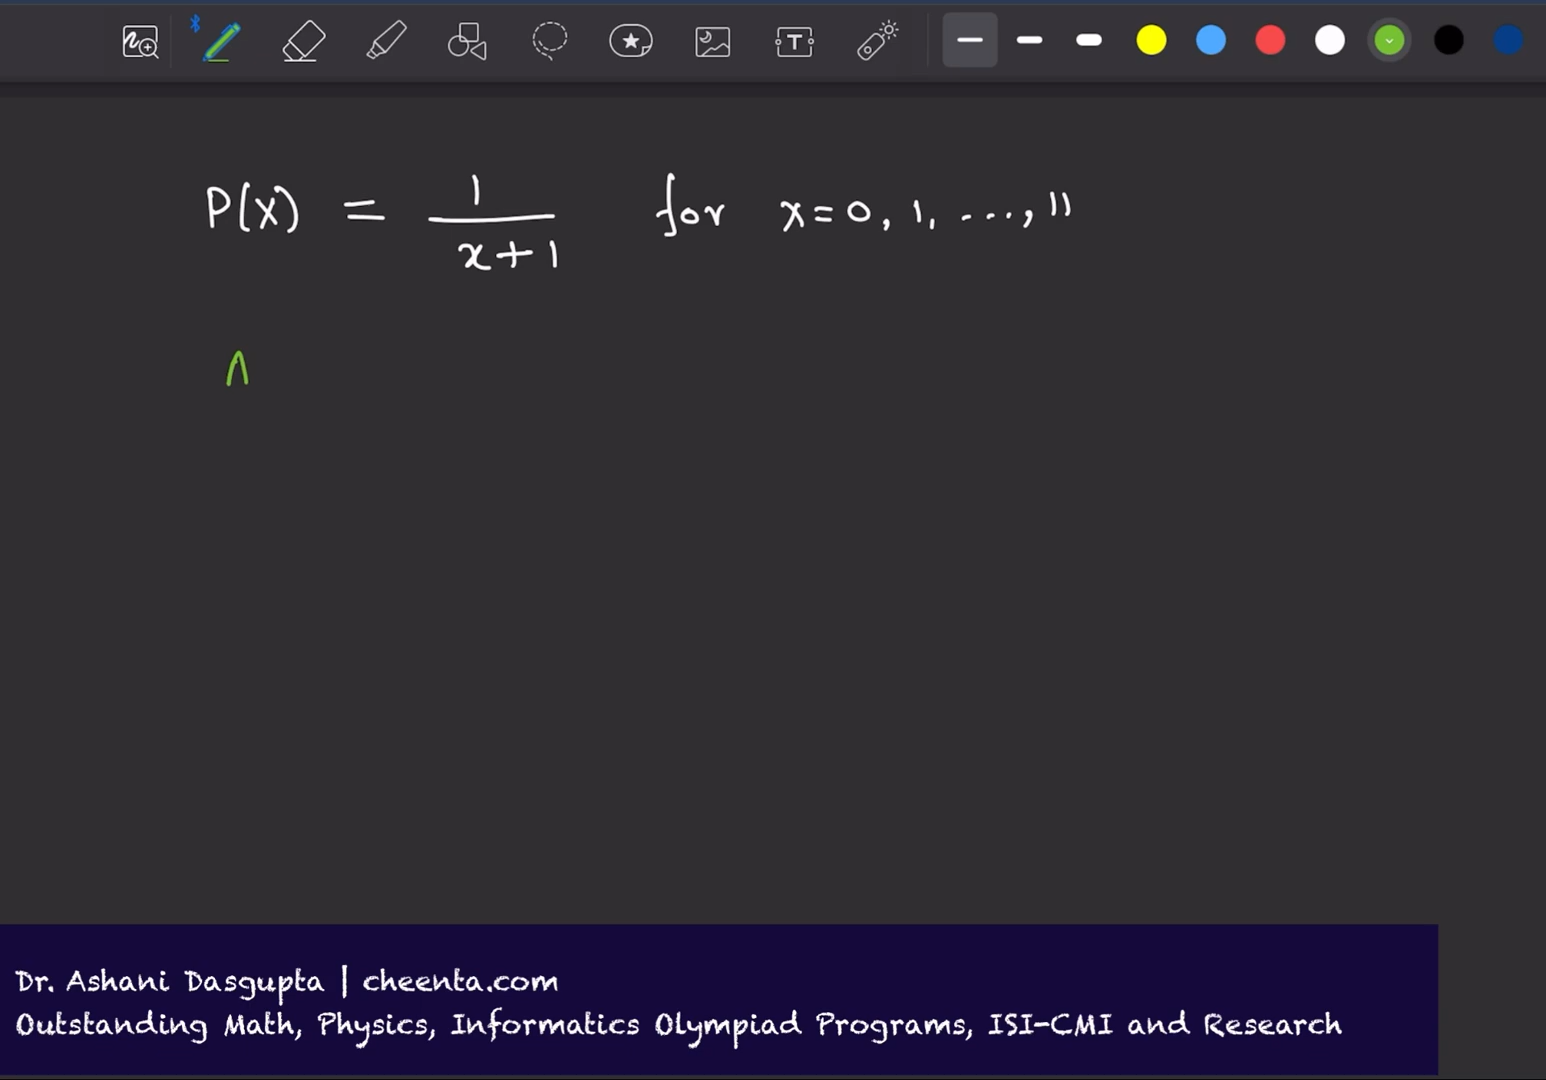 P(x) = 1/(x+1) for x=0, 1, ..., 11
Dr. Ashani Dasgupta | cheenta.com
Outstanding Math, Physics, Informatics Olympiad Programs, ISI-CMI and Research